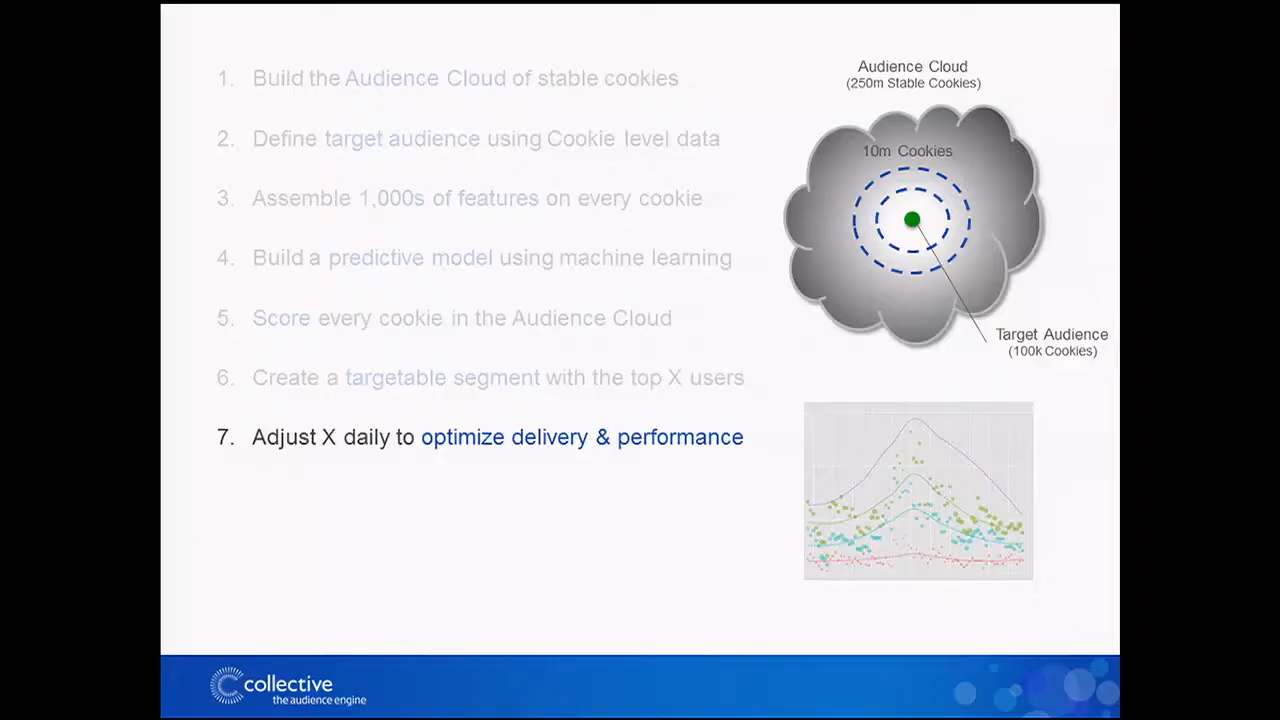 1. Build the Audience Cloud of stable cookies
2. Define target audience using Cookie level data
3. Assemble 1,000s of features on every cookie
4. Build a predictive model using machine learning
5. Score every cookie in the Audience Cloud
6. Create a targetable segment with the top X users
7. Adjust X daily to optimize delivery & performance
Audience Cloud
(250m Stable Cookies)
10m Cookies
Target Audience
(100k Cookies)
collective
the audience engine